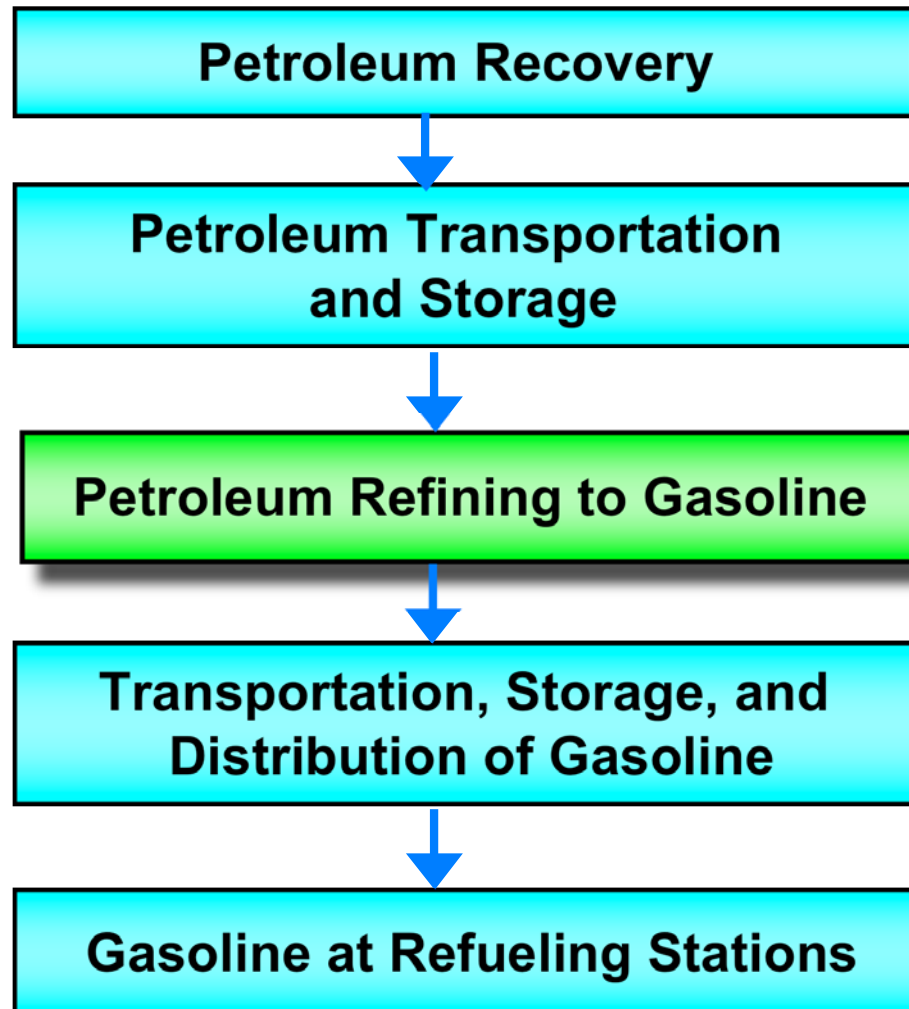 Petroleum Recovery
Petroleum Transportation
and Storage
Petroleum Refining to Gasoline
Transportation, Storage, and
Distribution of Gasoline
Gasoline at Refueling Stations